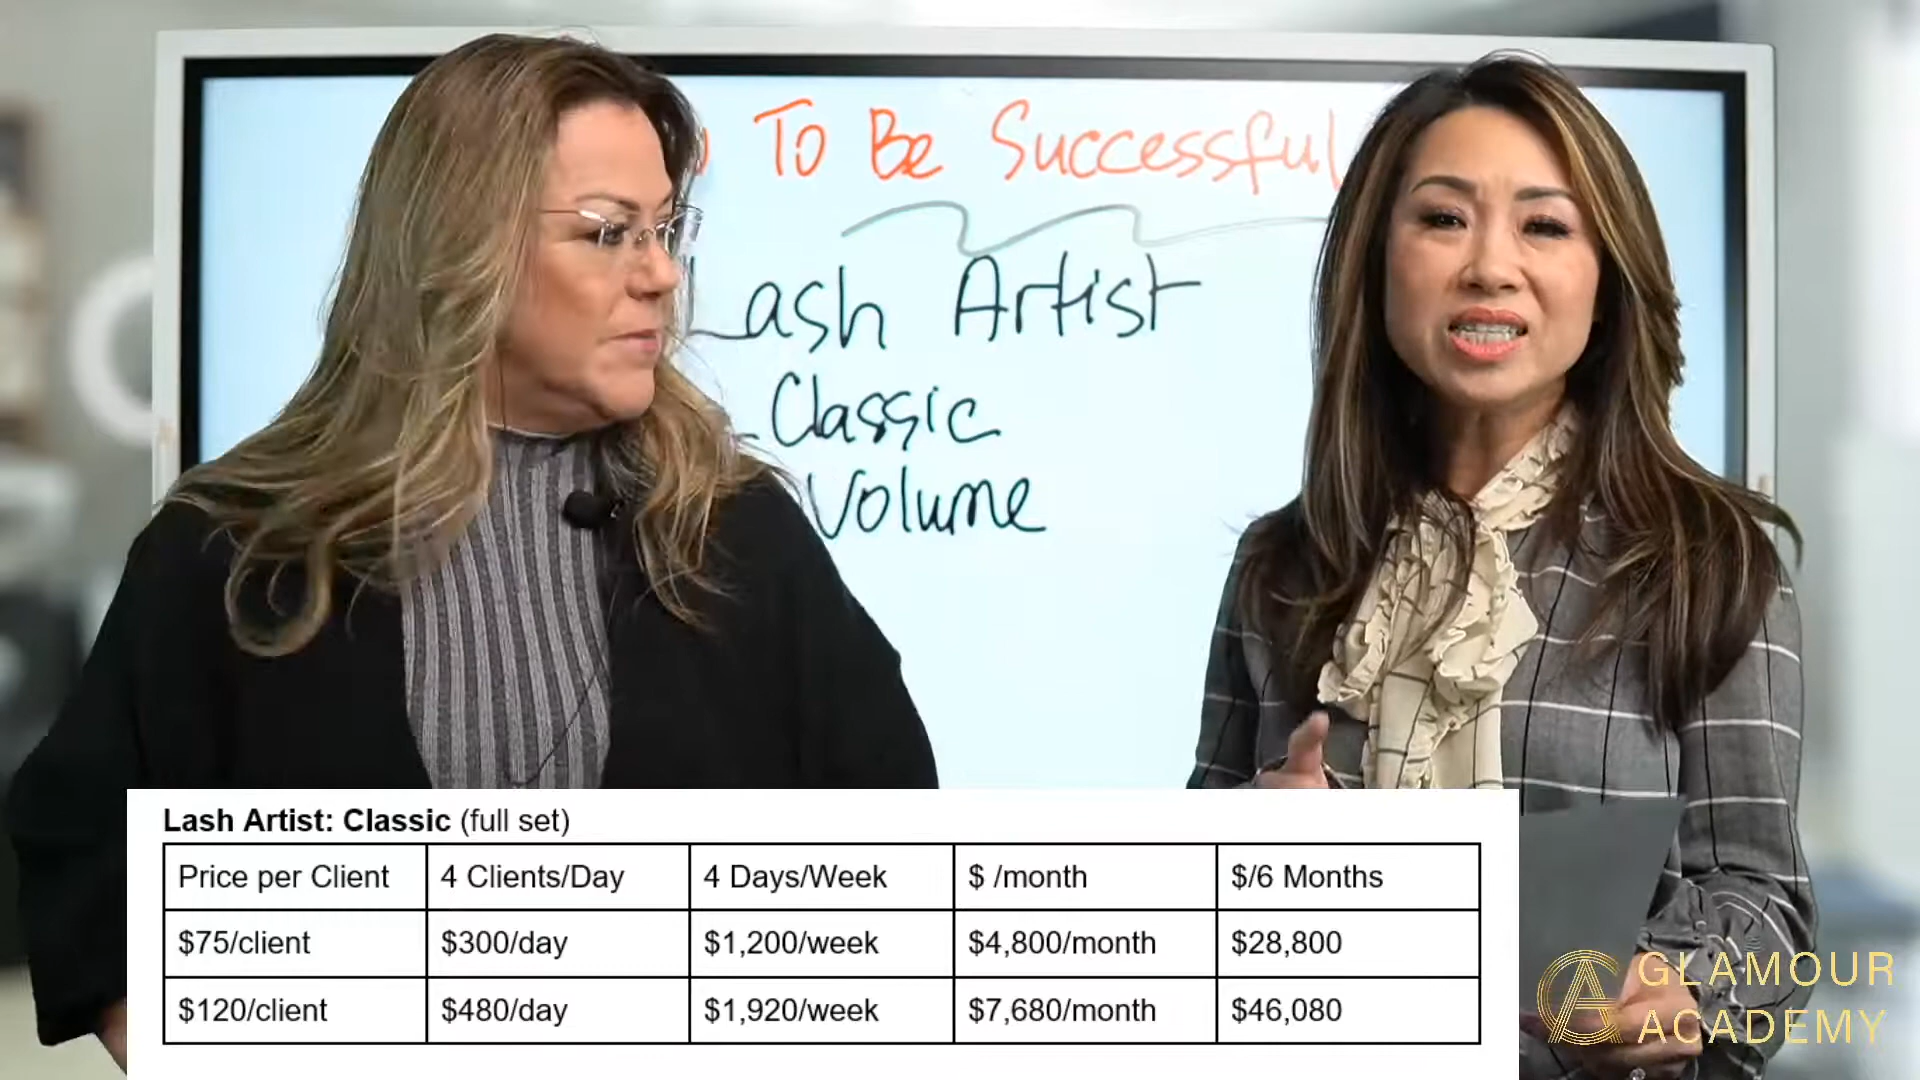 To Be Successful
Lash Artist
Classic
Volume
Lash Artist: Classic (full set)
Price per Client 4 Clients/Day 4 Days/Week $ /month $/6 Months
$75/client $300/day $1,200/week $4,800/month $28,800
$120/client $480/day $1,920/week $7,680/month $46,080
GLAMOUR
ACADEMY